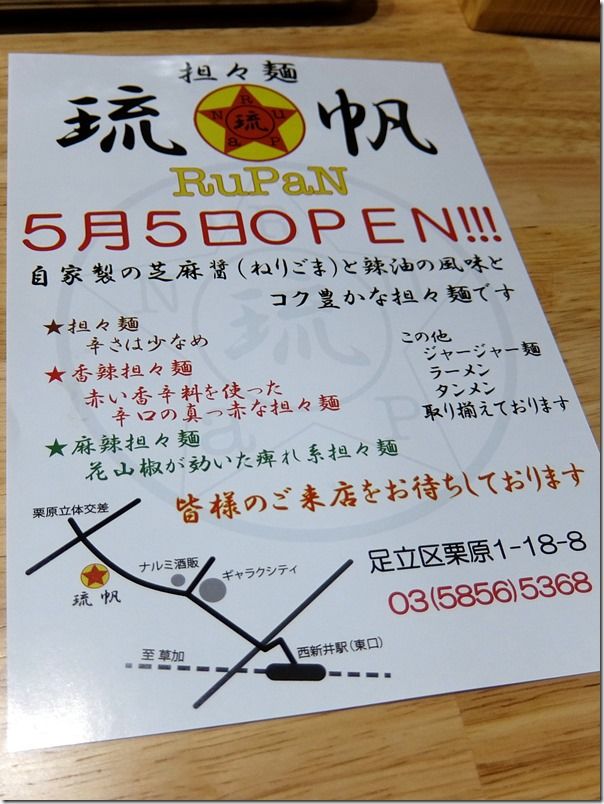 担々麺
琉 RuPaN 琉 帆
RuPaN
5月5日OPEN!!!
自家製の芝麻醤(ねりごま)と辣油の風味と
コク豊かな担々麺です
★担々麺
辛さは少なめ
★香辣担々麺
赤い香辛料を使った
辛口の真っ赤な担々麺
★麻辣担々麺
花山椒が効いた痺れ系担々麺
この他
ジャージャー麺
ラーメン
タンメン
取り揃えております
皆様のご来店をお待ちしております
栗原立体交差
ナルミ酒販
ギャラクシティ
琉帆
至 草加
西新井駅(東口)
足立区栗原1-18-8
03(5856)5368